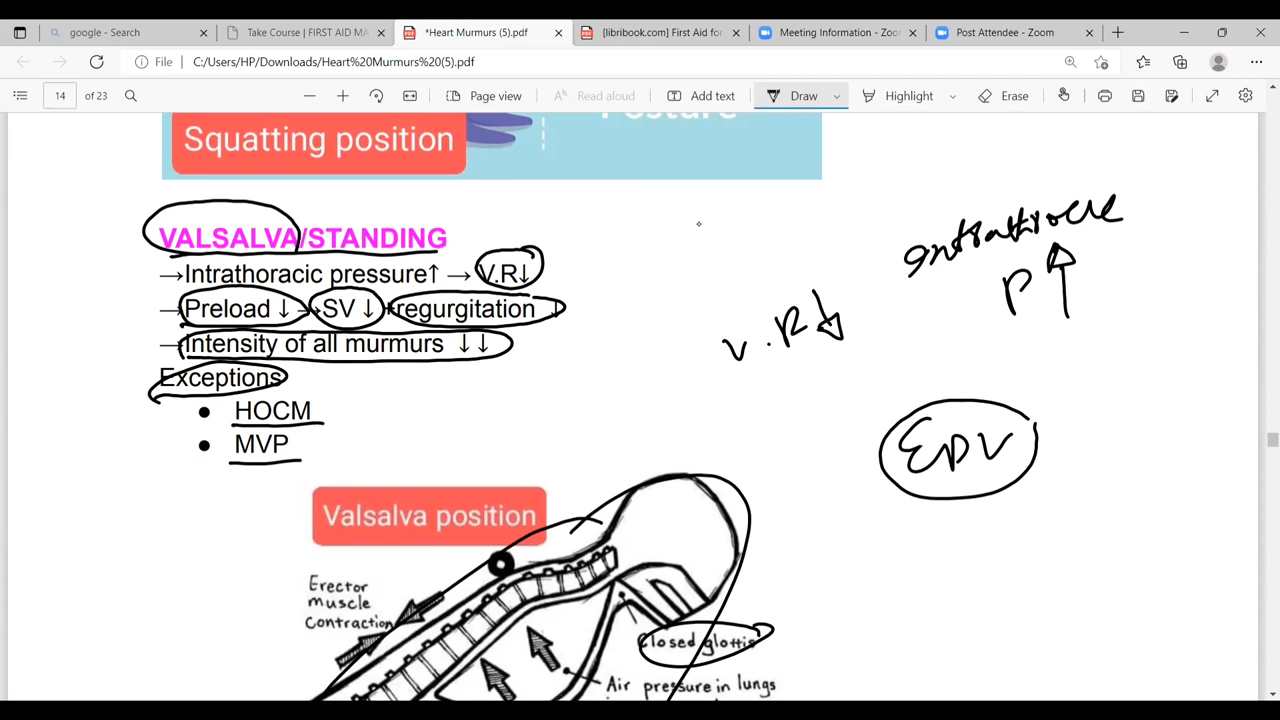 google - Search
Take Course | FIRST AID MA
*Heart Murmurs (5).pdf
[libribook.com] First Aid for
Meeting Information - Zoom
Post Attendee - Zoom
File C:/Users/HP/Downloads/Heart%20Murmurs%20(5).pdf
14 of 23
Page view
Read aloud
Add text
Draw
Highlight
Erase
Posture
Squatting position
VALSALVA/STANDING
→Intrathoracic pressure↑ → V.R↓
→Preload ↓→SV ↓+regurgitation ↓
→Intensity of all murmurs ↓↓
Exceptions
● HOCM
● MVP
P↑
V.R↓
EDV
Valsalva position
Erector
muscle
contraction
Closed glottis
Air pressure in lungs